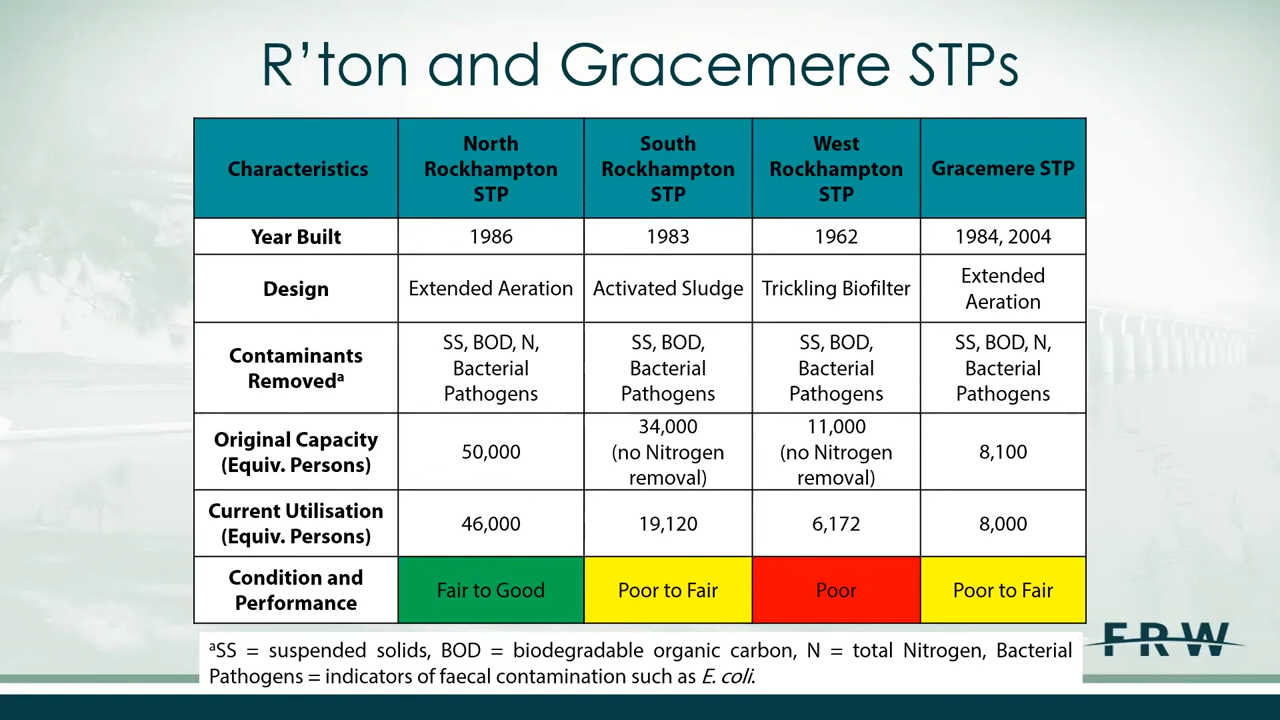 R’ton and Gracemere STPs
Characteristics
North Rockhampton STP
South Rockhampton STP
West Rockhampton STP
Gracemere STP
Year Built
1986
1983
1962
1984, 2004
Design
Extended Aeration
Activated Sludge
Trickling Biofilter
Extended Aeration
Contaminants Removedª
SS, BOD, N, Bacterial Pathogens
SS, BOD, Bacterial Pathogens
SS, BOD, Bacterial Pathogens
SS, BOD, N, Bacterial Pathogens
Original Capacity (Equiv. Persons)
50,000
34,000 (no Nitrogen removal)
11,000 (no Nitrogen removal)
8,100
Current Utilisation (Equiv. Persons)
46,000
19,120
6,172
8,000
Condition and Performance
Fair to Good
Poor to Fair
Poor
Poor to Fair
ªSS = suspended solids, BOD = biodegradable organic carbon, N = total Nitrogen, Bacterial
Pathogens = indicators of faecal contamination such as E. coli.
FRW